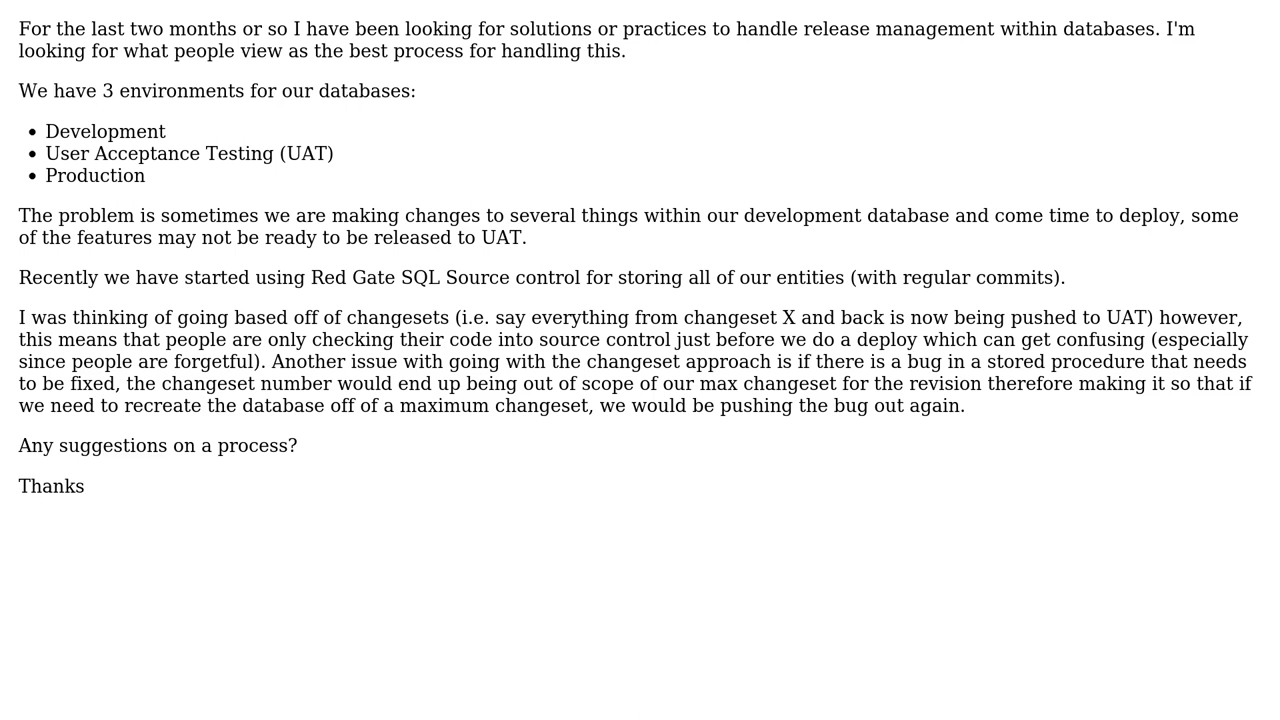 For the last two months or so I have been looking for solutions or practices to handle release management within databases. I'm
looking for what people view as the best process for handling this.
We have 3 environments for our databases:
• Development
• User Acceptance Testing (UAT)
• Production
The problem is sometimes we are making changes to several things within our development database and come time to deploy, some
of the features may not be ready to be released to UAT.
Recently we have started using Red Gate SQL Source control for storing all of our entities (with regular commits).
I was thinking of going based off of changesets (i.e. say everything from changeset X and back is now being pushed to UAT) however,
this means that people are only checking their code into source control just before we do a deploy which can get confusing (especially
since people are forgetful). Another issue with going with the changeset approach is if there is a bug in a stored procedure that needs
to be fixed, the changeset number would end up being out of scope of our max changeset for the revision therefore making it so that if
we need to recreate the database off of a maximum changeset, we would be pushing the bug out again.
Any suggestions on a process?
Thanks